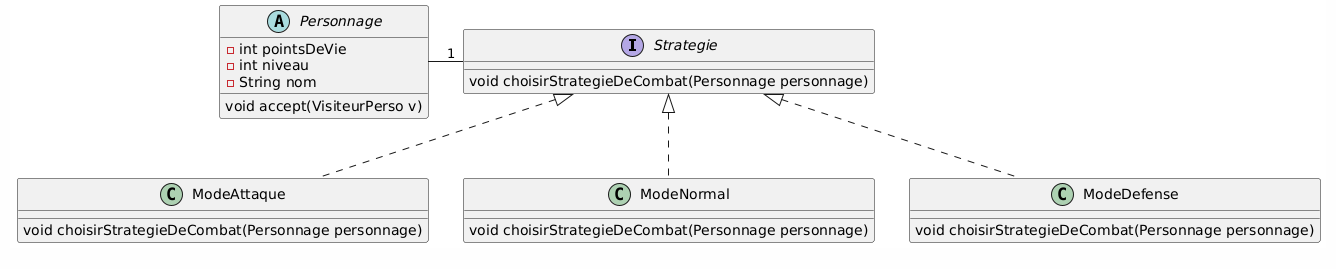 A Personnage
int pointsDeVie
int niveau
String nom
void accept(VisiteurPerso v)
1
I Strategie
void choisirStrategieDeCombat(Personnage personnage)
C ModeAttaque
void choisirStrategieDeCombat(Personnage personnage)
C ModeNormal
void choisirStrategieDeCombat(Personnage personnage)
C ModeDefense
void choisirStrategieDeCombat(Personnage personnage)